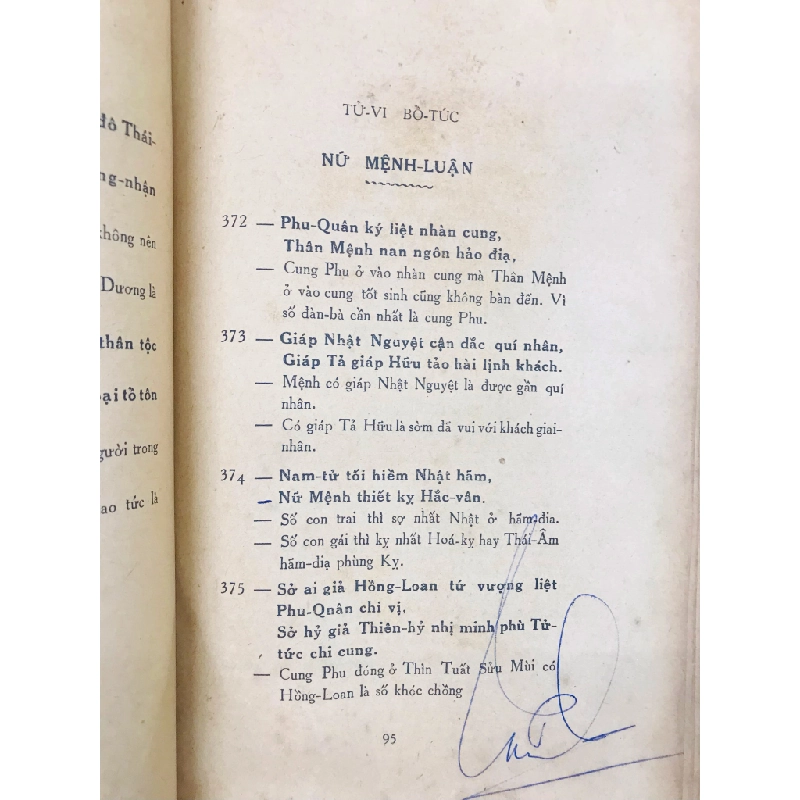 đô Thái-
ng-nhận
không nên
Dương là
thân tộc
ại tồ tôn
gười trong
ao tức là
TỬ-VI BỒ-TÚC
NỨ MỆNH-LUẬN
372 — Phu-Quân ký liệt nhàn cung,
Thân Mệnh nan ngôn hảo địạ,
— Cung Phu ở vào nhàn cung mà Thân Mệnh
ở vào cung tốt sinh cũng không bàn đến. Vì
số đàn-bà cần nhất là cung Phu.
373 — Giáp Nhật Nguyệt cận đắc quí nhân,
Giáp Tả giáp Hữu tảo hài lịnh khách.
— Mệnh có giáp Nhật Nguyệt là được gần quí
nhân.
— Có giáp Tả Hữu là sờm đã vui với khách giai-
nhân.
374 — Nam-tử tối hiềm Nhật hãm,
— Nữ Mệnh thiết kỵ Hắc-vân.
— Số con trai thì sợ nhất Nhật ở hãm-địa.
— Số con gái thì kỵ nhất Hoá-kỵ hay Thái-Âm
hãm-địạ phùng Kỵ.
375 — Sở ai giả Hồng-Loan tứ vượng liệt
Phu-Quân chi vị.
Sở hỷ giả Thiên-hỷ nhị minh phù Tử-
tức chi cung.
— Cung Phu đóng ở Thìn Tuất Sửu Mùi có
Hồng-Loan là số khóc chồng
95